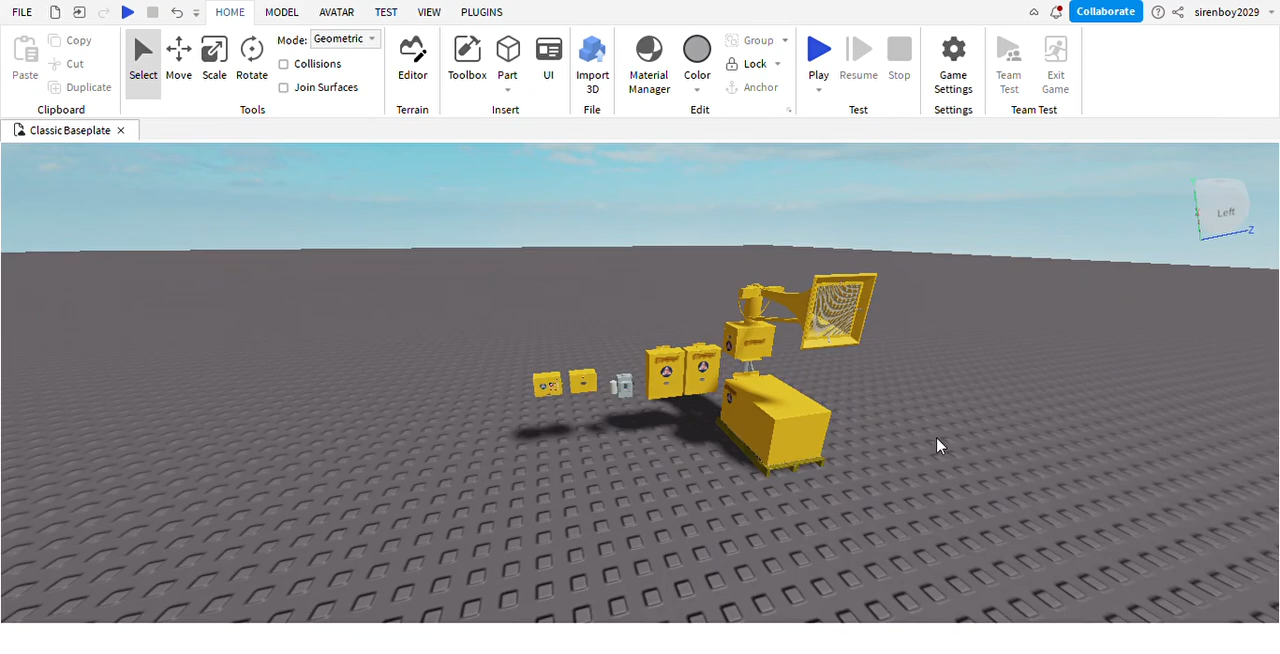 FILE HOME MODEL AVATAR TEST VIEW PLUGINS Collaborate sirenboy2029
Paste Copy Cut Duplicate Clipboard
Select Move Scale Rotate Mode: Geometric Collisions Join Surfaces Tools
Editor Terrain
Toolbox Part UI Insert
Import 3D File
Material Manager Color Group Lock Anchor Edit
Play Resume Stop Test
Game Settings Settings
Team Test Exit Game Team Test
Classic Baseplate
Left
Z